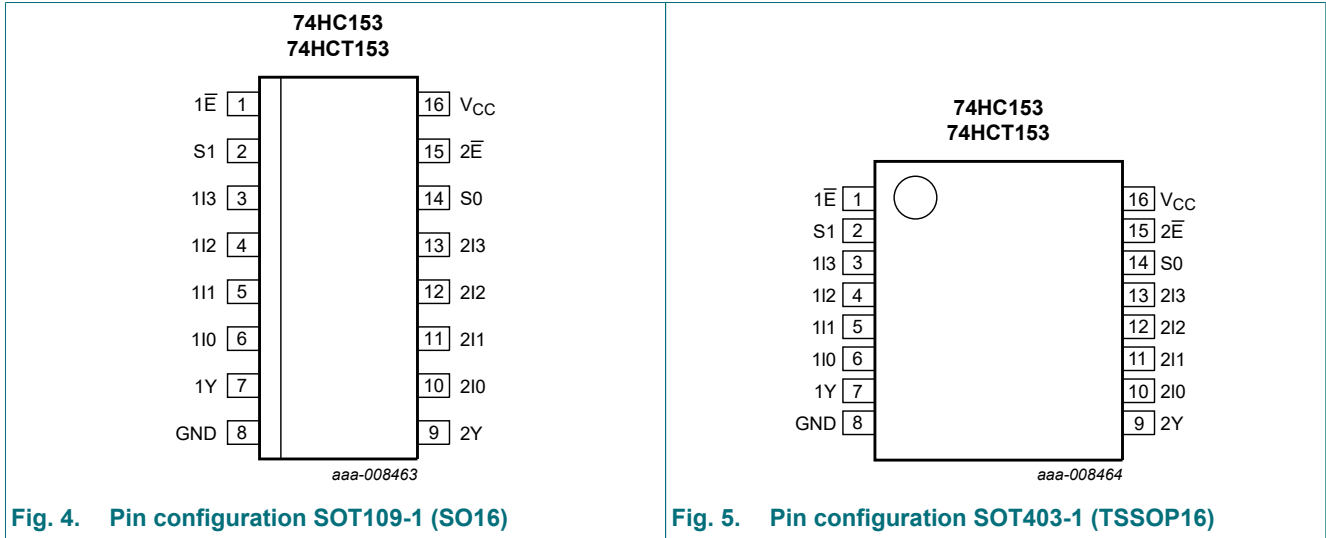 74HC153
74HCT153
1E̅ 1
S1 2
1I3 3
1I2 4
1I1 5
1I0 6
1Y 7
GND 8
16 VCC
15 2E̅
14 S0
13 2I3
12 2I2
11 2I1
10 2I0
9 2Y
aaa-008463
Fig. 4. Pin configuration SOT109-1 (SO16)
74HC153
74HCT153
1E̅ 1
S1 2
1I3 3
1I2 4
1I1 5
1I0 6
1Y 7
GND 8
16 VCC
15 2E̅
14 S0
13 2I3
12 2I2
11 2I1
10 2I0
9 2Y
aaa-008464
Fig. 5. Pin configuration SOT403-1 (TSSOP16)